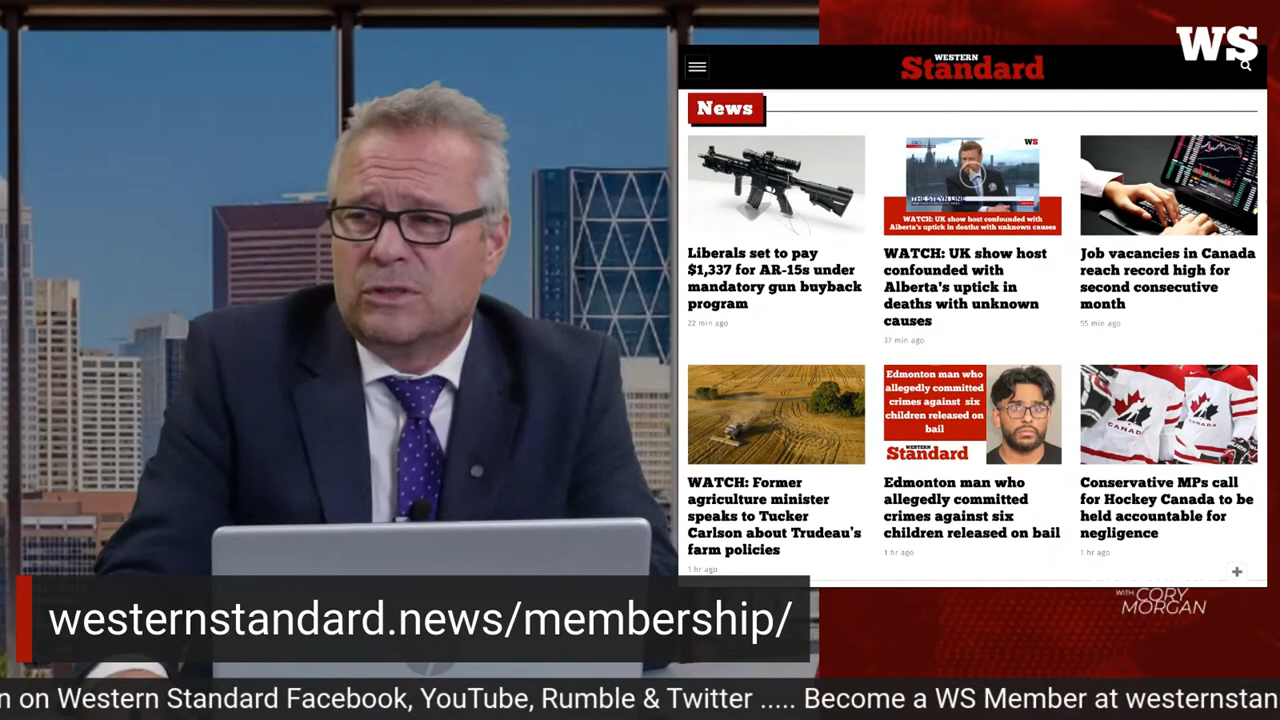 WS
WESTERN
Standard
News
WS
THE STEYN LINE
WATCH: UK show host confounded with
Alberta's uptick in deaths with unknown causes
Liberals set to pay
$1,337 for AR-15s under
mandatory gun buyback
program
22 min ago
WATCH: UK show host
confounded with
Alberta's uptick in
deaths with unknown
causes
37 min ago
Job vacancies in Canada
reach record high for
second consecutive
month
55 min ago
Edmonton man who
allegedly committed
crimes against six
children released on
bail
WESTERN
Standard
CANADA
CANADA
WATCH: Former
agriculture minister
speaks to Tucker
Carlson about Trudeau's
farm policies
1 hr ago
Edmonton man who
allegedly committed
crimes against six
children released on bail
1 hr ago
Conservative MPs call
for Hockey Canada to be
held accountable for
negligence
1 hr ago
WITH CORY
MORGAN
westernstandard.news/membership/
n on Western Standard Facebook, YouTube, Rumble & Twitter ..... Become a WS Member at westernstan